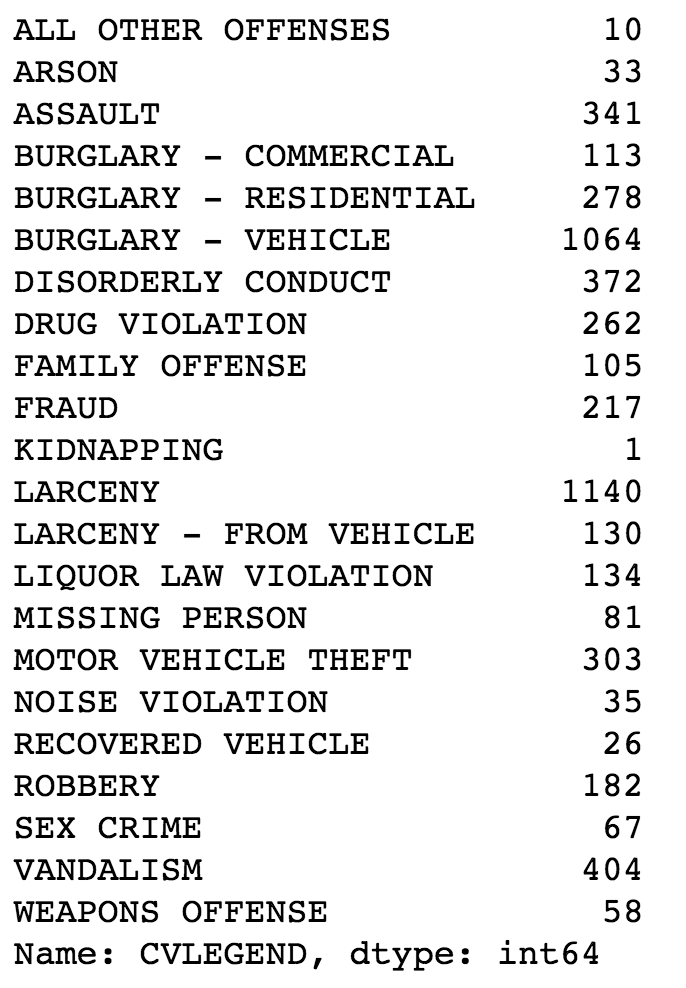 ALL OTHER OFFENSES 10
ARSON 33
ASSAULT 341
BURGLARY - COMMERCIAL 113
BURGLARY - RESIDENTIAL 278
BURGLARY - VEHICLE 1064
DISORDERLY CONDUCT 372
DRUG VIOLATION 262
FAMILY OFFENSE 105
FRAUD 217
KIDNAPPING 1
LARCENY 1140
LARCENY - FROM VEHICLE 130
LIQUOR LAW VIOLATION 134
MISSING PERSON 81
MOTOR VEHICLE THEFT 303
NOISE VIOLATION 35
RECOVERED VEHICLE 26
ROBBERY 182
SEX CRIME 67
VANDALISM 404
WEAPONS OFFENSE 58
Name: CVLEGEND, dtype: int64